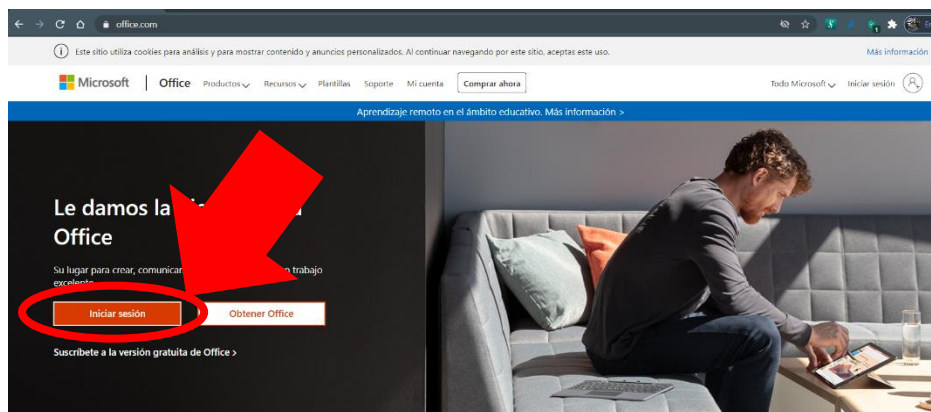 office.com
Este sitio utiliza cookies para análisis y para mostrar contenido y anuncios personalizados. Al continuar navegando por este sitio, aceptas este uso.
Más información
Microsoft | Office Productos Recursos Plantillas Soporte Mi cuenta Comprar ahora
Todo Microsoft Iniciar sesión
Aprendizaje remoto en el ámbito educativo. Más información >
Le damos la
Office
Su lugar para crear, comunicar
trabajo
excelente
Iniciar sesión
Obtener Office
Suscríbete a la versión gratuita de Office >